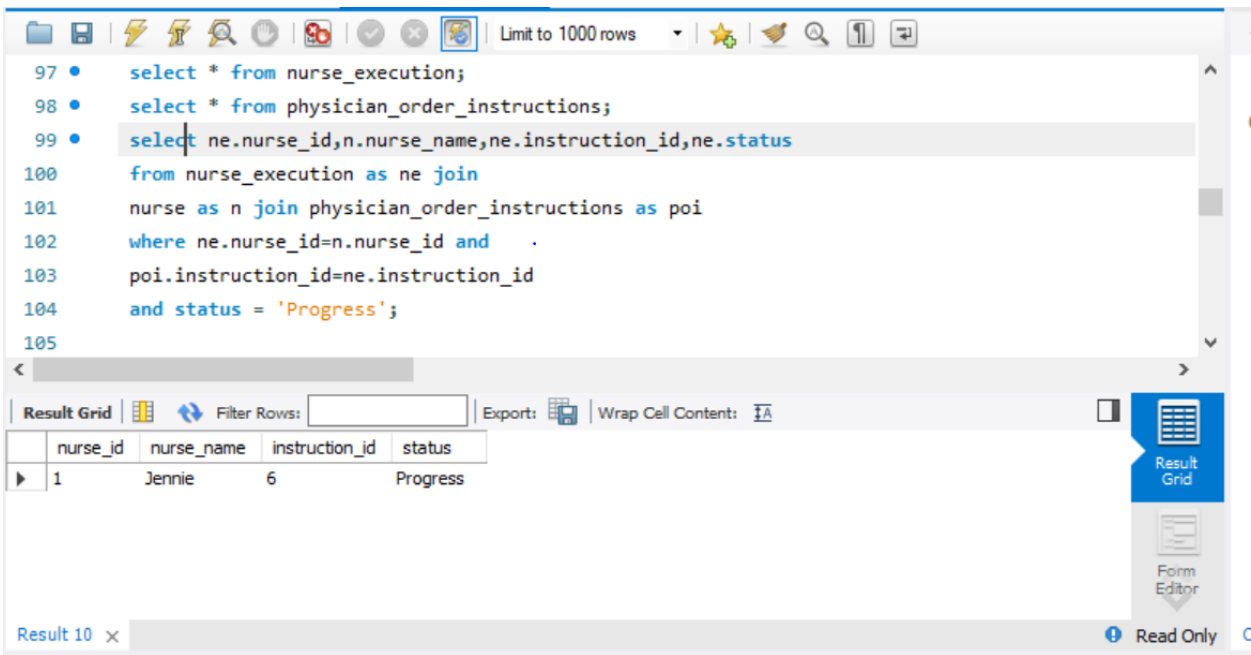 Limit to 1000 rows
97 select * from nurse_execution;
98 select * from physician_order_instructions;
99 select ne.nurse_id,n.nurse_name,ne.instruction_id,ne.status
100 from nurse_execution as ne join
101 nurse as n join physician_order_instructions as poi
102 where ne.nurse_id=n.nurse_id and
103 poi.instruction_id=ne.instruction_id
104 and status = 'Progress';
105
Result Grid Filter Rows: Export: Wrap Cell Content:
nurse_id nurse_name instruction_id status
1 Jennie 6 Progress
Result Grid
Form Editor
Result 10 Read Only